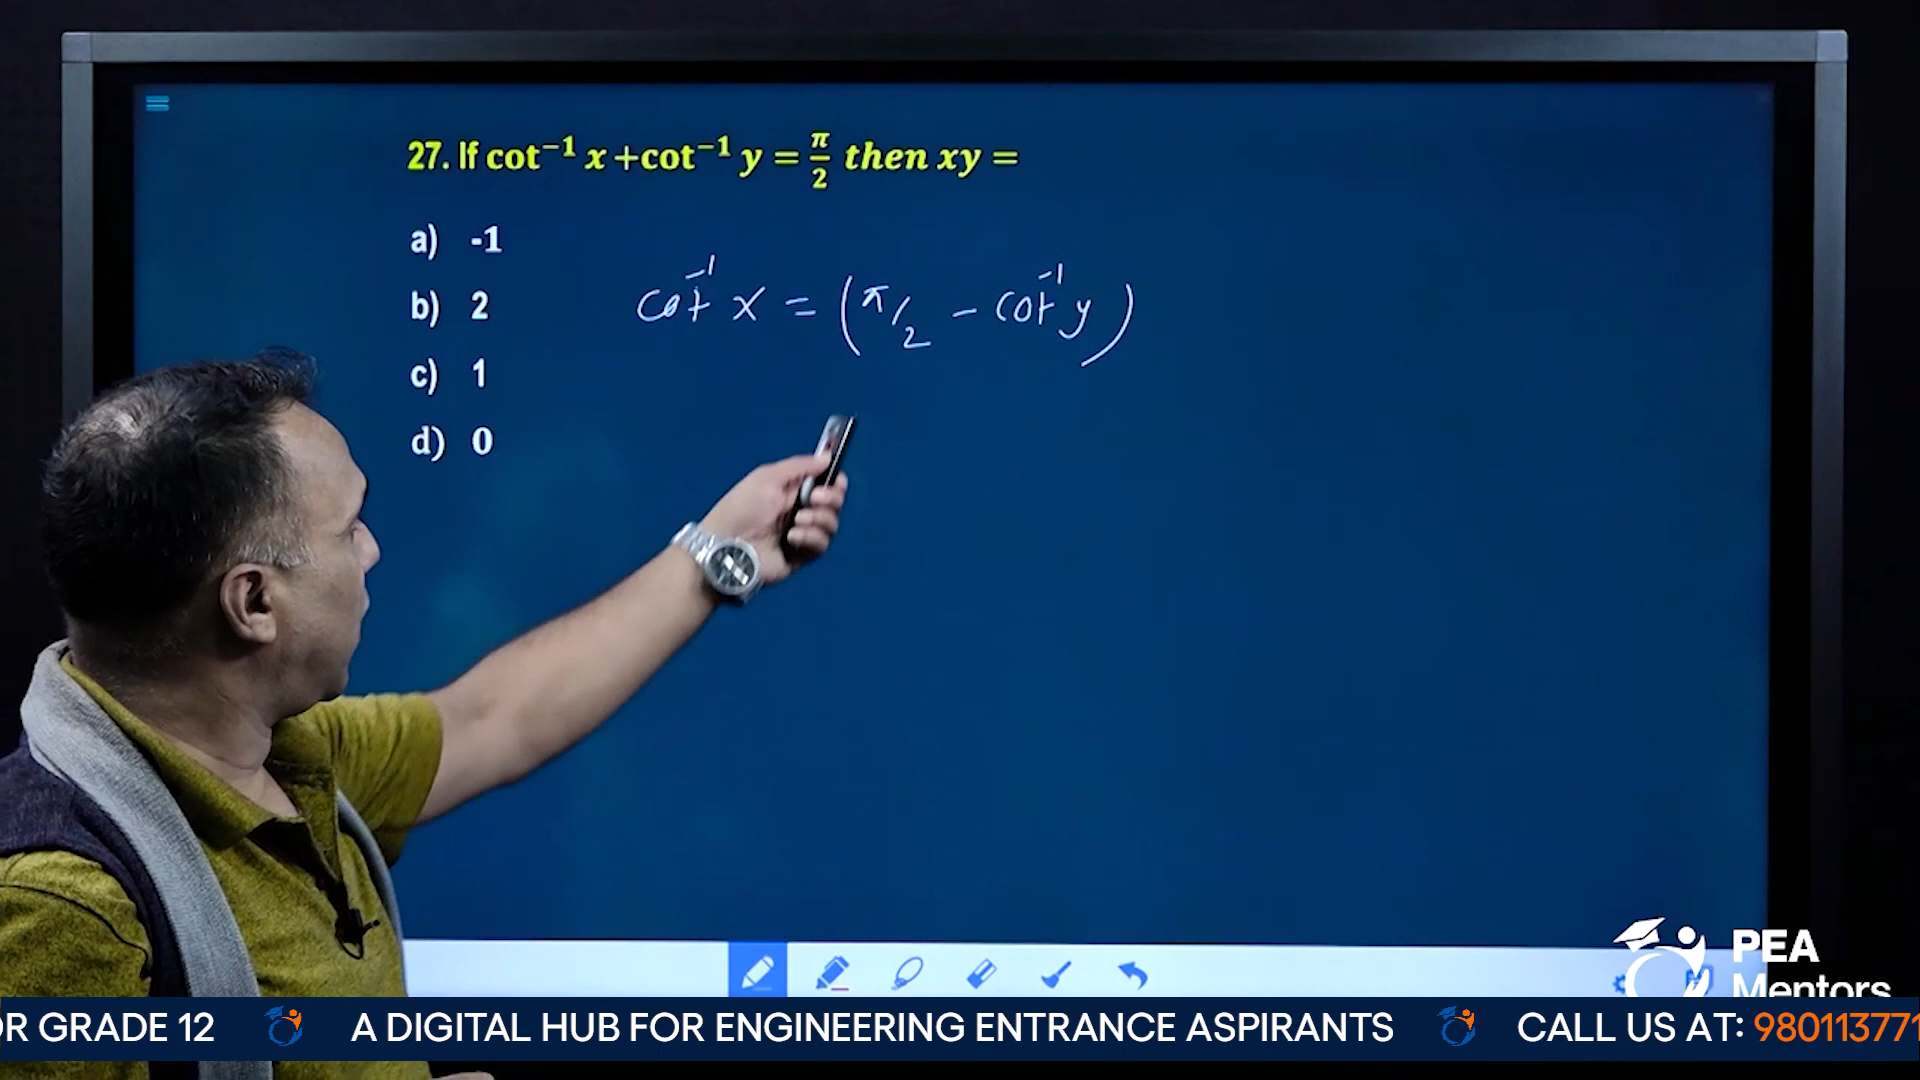 27. If cot⁻¹ x+cot⁻¹ y = π/2 then xy =
a) -1
b) 2
c) 1
d) 0
cot⁻¹ x = (π/2 - cot⁻¹ y)
PEA
Mentors
OR GRADE 12 A DIGITAL HUB FOR ENGINEERING ENTRANCE ASPIRANTS CALL US AT: 980113771